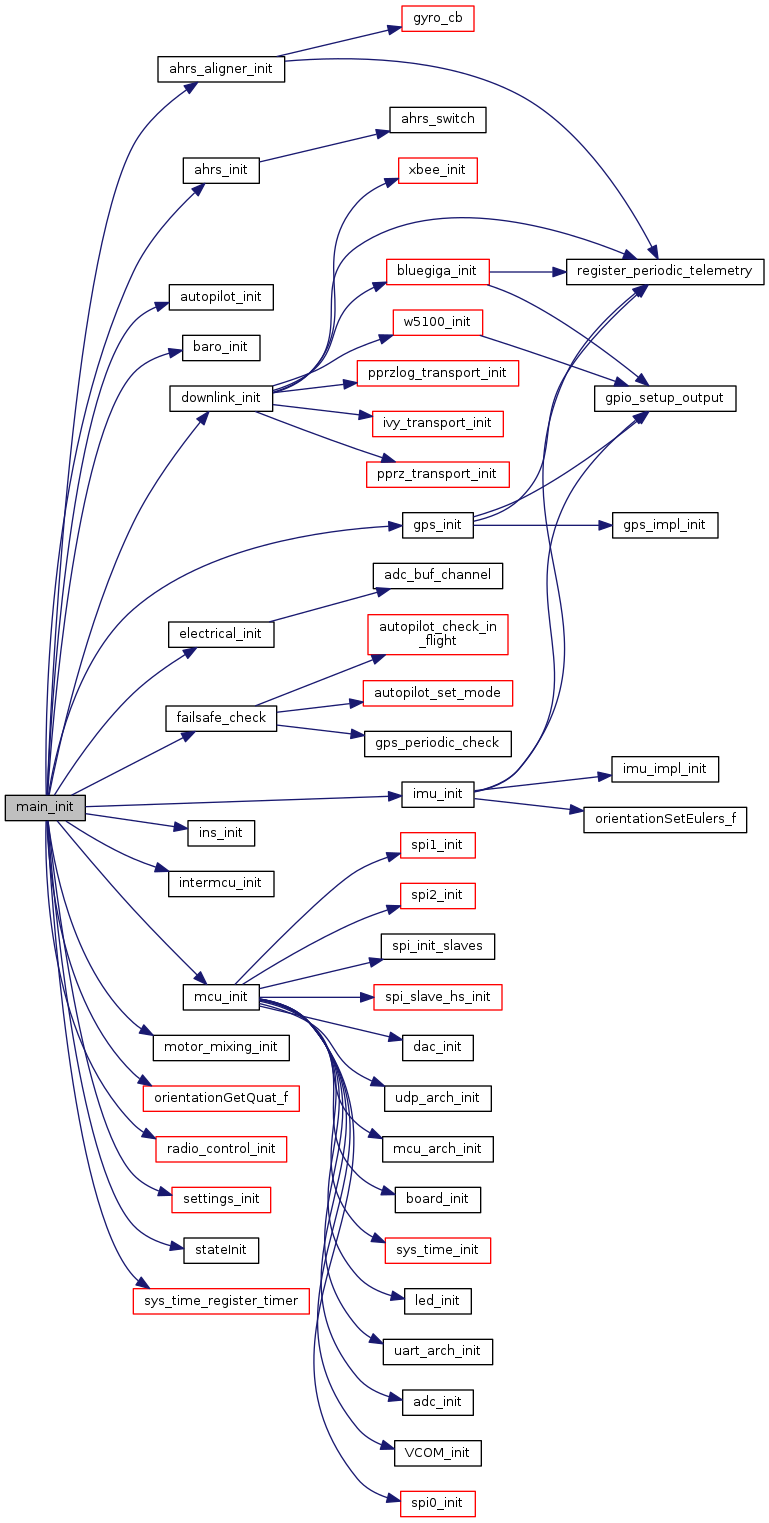 gyro_cb
ahrs_aligner_init
ahrs_switch
ahrs_init
xbee_init
bluegiga_init
register_periodic_telemetry
autopilot_init
w5100_init
baro_init
pprzlog_transport_init
downlink_init
gpio_setup_output
ivy_transport_init
pprz_transport_init
gps_init
gps_impl_init
adc_buf_channel
electrical_init
autopilot_check_in
_flight
autopilot_set_mode
failsafe_check
gps_periodic_check
imu_impl_init
imu_init
main_init
orientationSetEulers_f
ins_init
spi1_init
intermcu_init
spi2_init
spi_init_slaves
mcu_init
spi_slave_hs_init
motor_mixing_init
dac_init
orientationGetQuat_f
udp_arch_init
radio_control_init
mcu_arch_init
settings_init
board_init
stateInit
sys_time_init
sys_time_register_timer
led_init
uart_arch_init
adc_init
VCOM_init
spi0_init